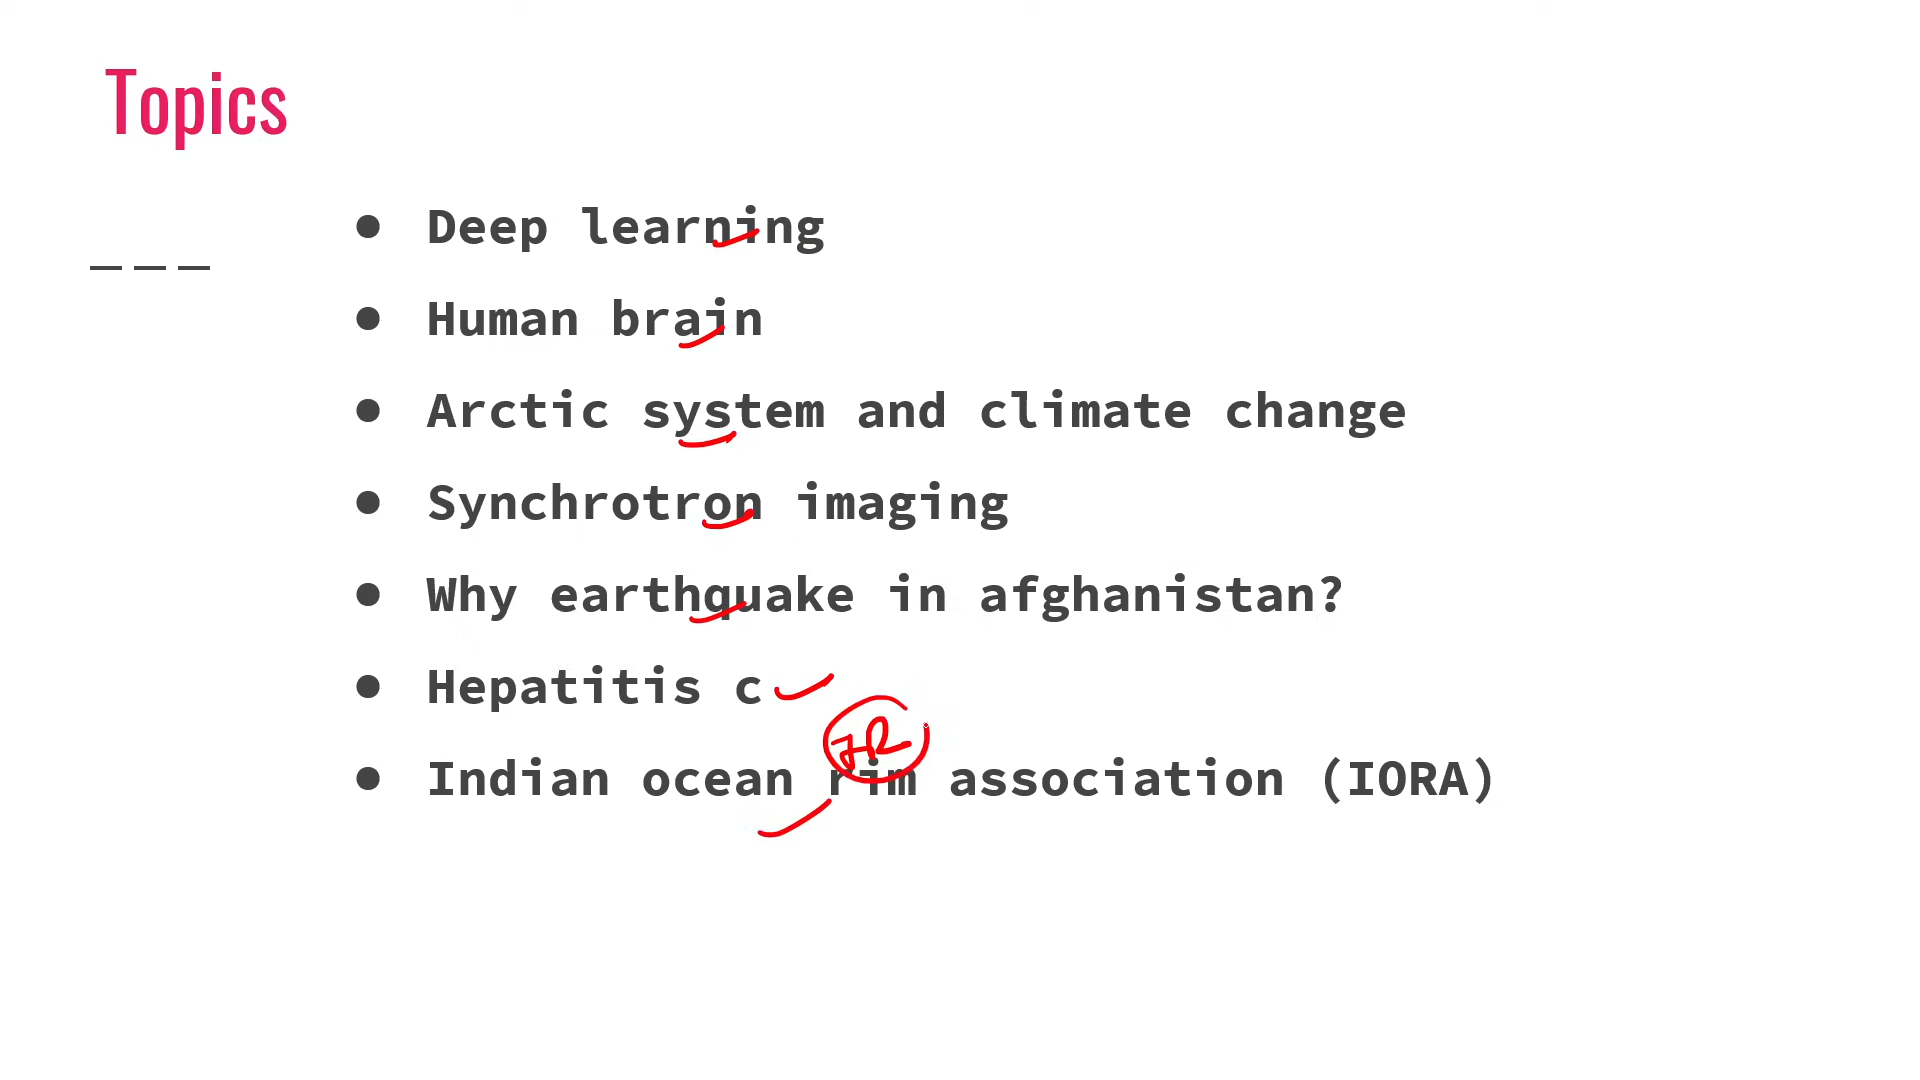 Topics
Deep learning
Human brain
Arctic system and climate change
Synchrotron imaging
Why earthquake in afghanistan?
Hepatitis c
IR
Indian ocean rim association (IORA)